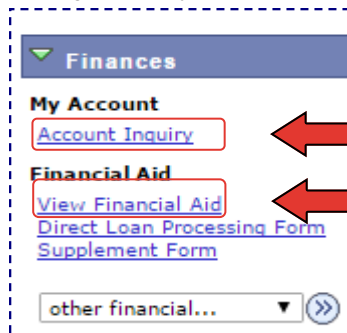 Finances
My Account
Account Inquiry
Financial Aid
View Financial Aid
Direct Loan Processing Form
Supplement Form
other financial...